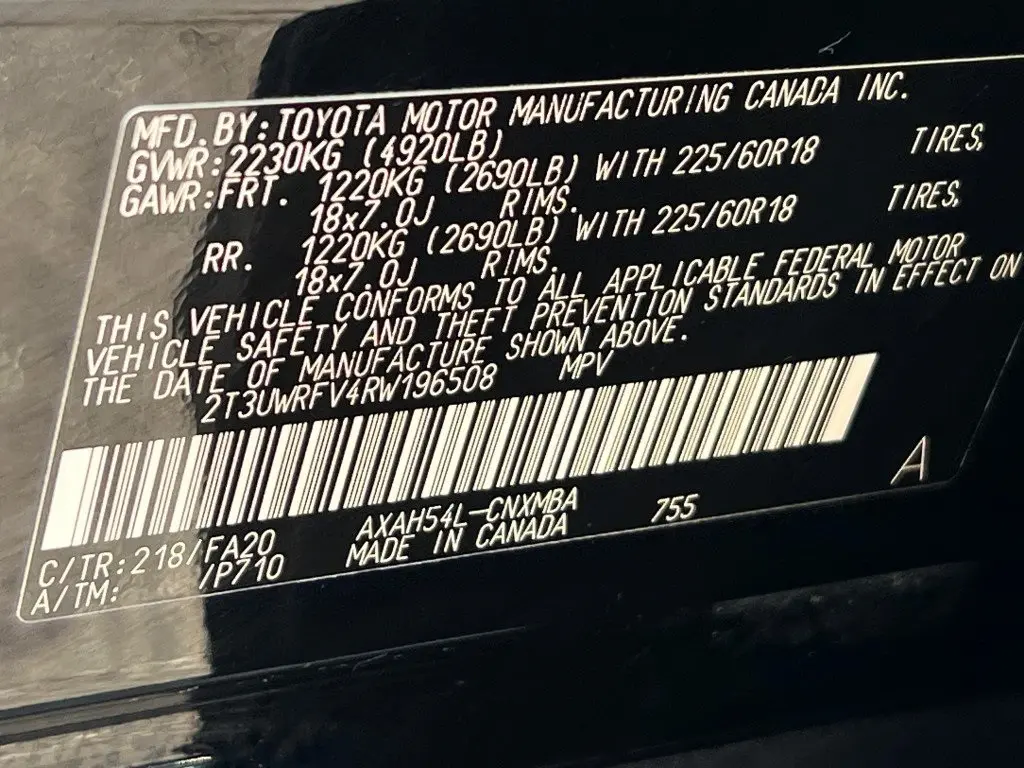 MFD. BY: TOYOTA MOTOR MANUFACTURING CANADA INC.
GVWR: 2230KG (4920LB)
GAWR: FRT. 1220KG (2690LB) WITH 225/60R18 TIRES,
18x7.0J RIMS.
RR. 1220KG (2690LB) WITH 225/60R18 TIRES,
18x7.0J RIMS.
THIS VEHICLE CONFORMS TO ALL APPLICABLE FEDERAL MOTOR
VEHICLE SAFETY AND THEFT PREVENTION STANDARDS IN EFFECT ON
THE DATE OF MANUFACTURE SHOWN ABOVE.
2T3UWRFV4RW196508 MPV
A
C/TR: 218/FA20 AXAH54L-CNXMBA 755
A/TM: /P710 MADE IN CANADA